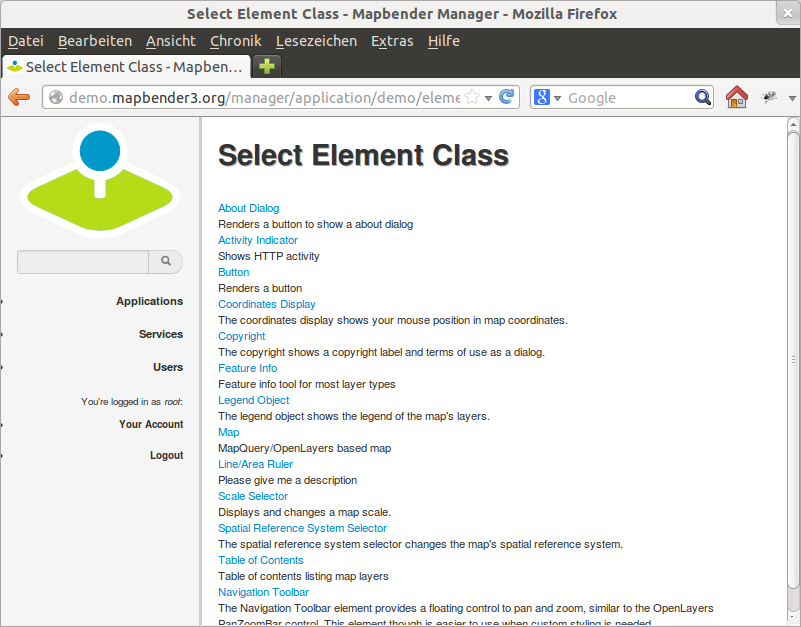 Select Element Class - Mapbender Manager - Mozilla Firefox
Datei Bearbeiten Ansicht Chronik Lesezeichen Extras Hilfe
Select Element Class - Mapben...
demo.mapbender3.org/manager/application/demo/eleme
Google
Select Element Class
About Dialog
Renders a button to show a about dialog
Activity Indicator
Shows HTTP activity
Button
Renders a button
Coordinates Display
The coordinates display shows your mouse position in map coordinates.
Copyright
The copyright shows a copyright label and terms of use as a dialog.
Feature Info
Feature info tool for most layer types
Legend Object
The legend object shows the legend of the map's layers.
Map
MapQuery/OpenLayers based map
Line/Area Ruler
Please give me a description
Scale Selector
Displays and changes a map scale.
Spatial Reference System Selector
The spatial reference system selector changes the map's spatial reference system.
Table of Contents
Table of contents listing map layers
Navigation Toolbar
The Navigation Toolbar element provides a floating control to pan and zoom, similar to the OpenLayers
PanZoomBar control. This element though is easier to use when custom styling is needed.
Applications
Services
Users
You're logged in as root:
Your Account
Logout